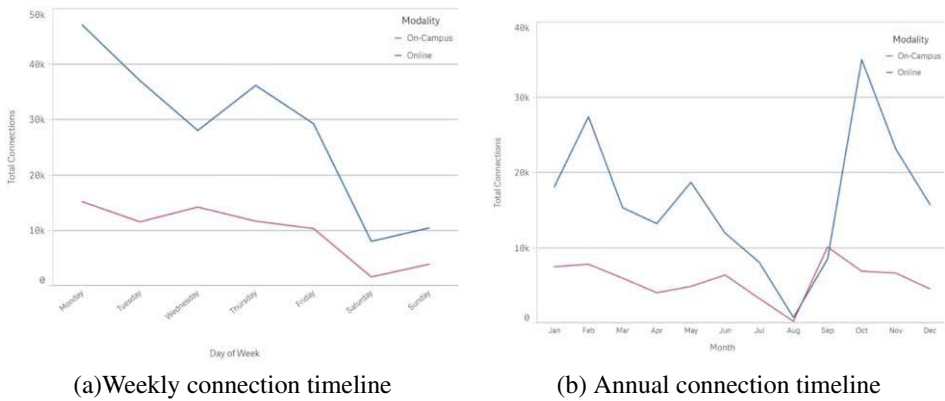 50k
40k
30k
20k
10k
0
Total Connections
Modality
On-Campus
Online
Monday
Tuesday
Wednesday
Thursday
Friday
Saturday
Sunday
Day of Week
(a)Weekly connection timeline
40k
30k
20k
10k
0
Total Connections
Modality
On-Campus
Online
Jan Feb Mar Apr May Jun Jul Aug Sep Oct Nov Dec
Month
(b) Annual connection timeline